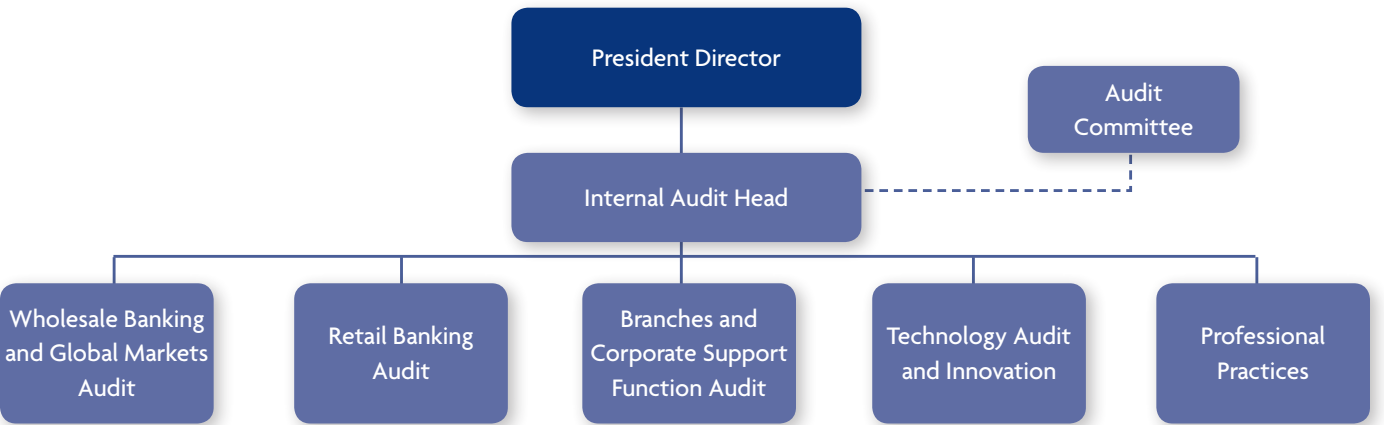 President Director
Audit
Committee
Internal Audit Head
Wholesale Banking
and Global Markets
Audit
Retail Banking
Audit
Branches and
Corporate Support
Function Audit
Technology Audit
and Innovation
Professional
Practices